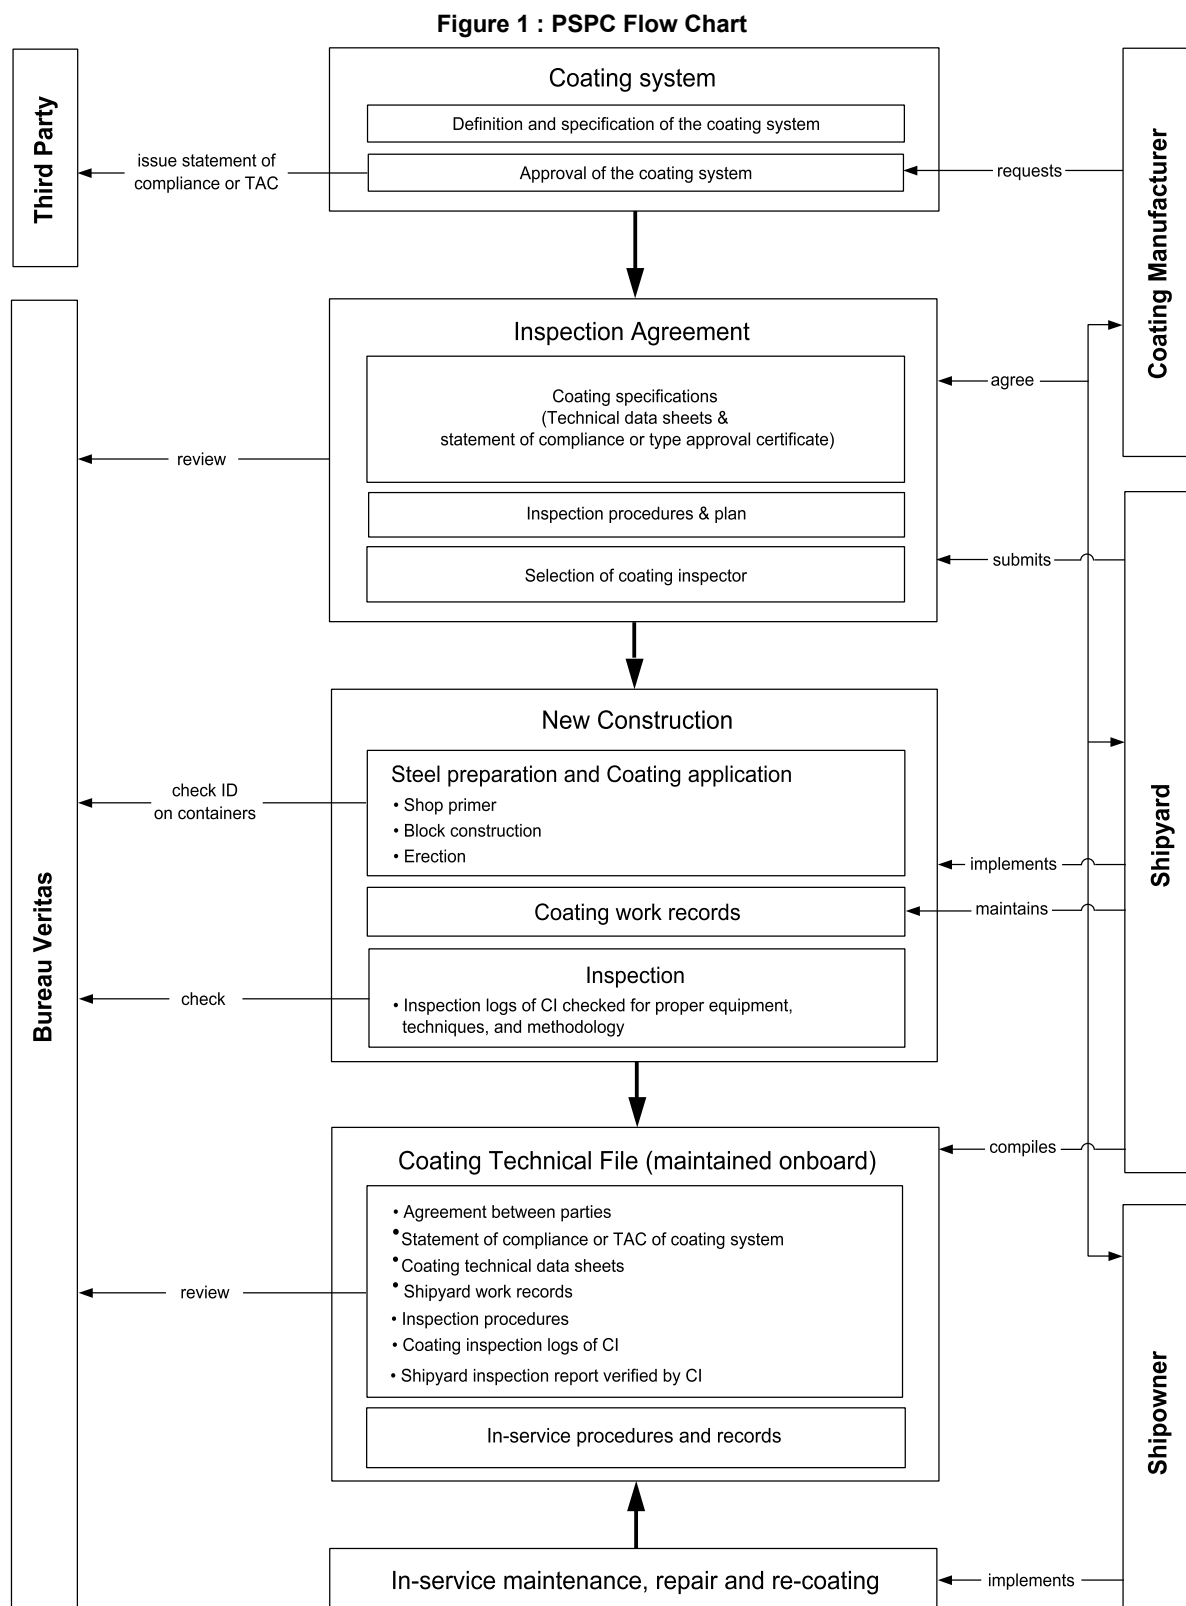 Figure 1 : PSPC Flow Chart
Third Party
issue statement of
compliance or TAC
Coating system
Definition and specification of the coating system
Approval of the coating system
requests
Coating Manufacturer
Inspection Agreement
Coating specifications
(Technical data sheets &
statement of compliance or type approval certificate)
agree
review
Inspection procedures & plan
Selection of coating inspector
submits
Bureau Veritas
New Construction
Steel preparation and Coating application
• Shop primer
• Block construction
• Erection
check ID
on containers
implements
Coating work records
maintains
Shipyard
Inspection
• Inspection logs of CI checked for proper equipment,
techniques, and methodology
check
Coating Technical File (maintained onboard)
compiles
• Agreement between parties
• Statement of compliance or TAC of coating system
• Coating technical data sheets
• Shipyard work records
• Inspection procedures
• Coating inspection logs of CI
• Shipyard inspection report verified by CI
review
In-service procedures and records
Shipowner
In-service maintenance, repair and re-coating
implements